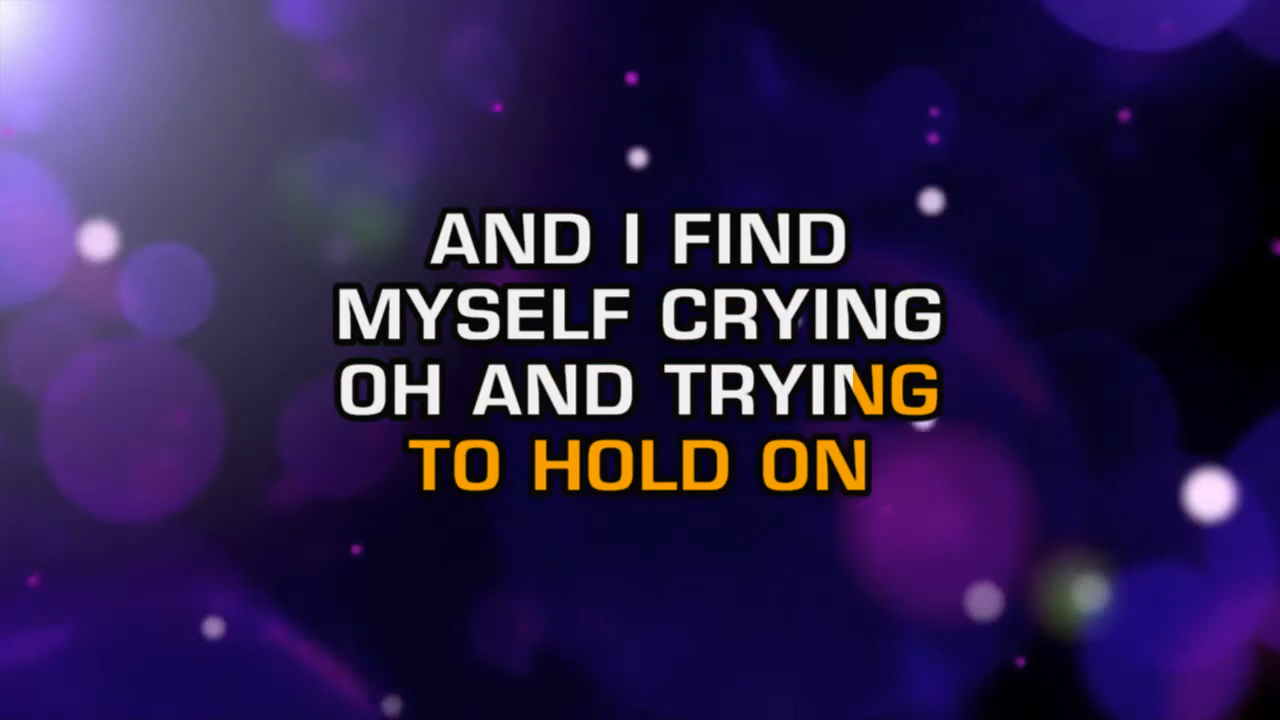 AND I FIND
MYSELF CRYING
OH AND TRYING
TO HOLD ON